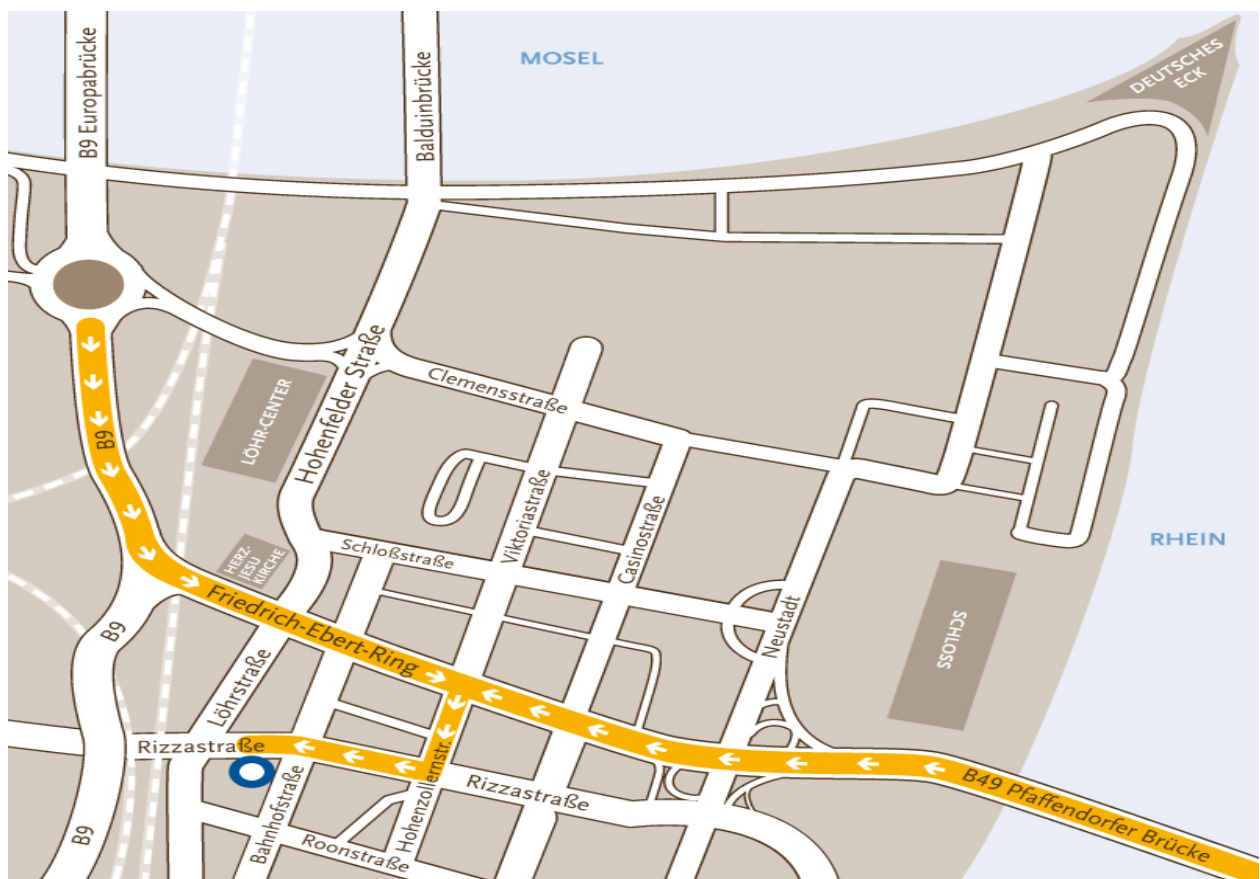 B9 Europabrücke
Balduinbrücke
MOSEL
DEUTSCHES
ECK
Hohenfelder Straße
LÖHR-CENTER
Clemensstraße
B9
Viktoriastraße
Casinostraße
RHEIN
HERZ-
JESU
KIRCHE
Schloßstraße
Friedrich-Ebert-Ring
Neustadt
SCHLOSS
B9
Löhrstraße
Rizzastraße
Hohenzollernstr.
Rizzastraße
B49 Pfaffendorfer Brücke
B9
Bahnhofstraße
Roonstraße